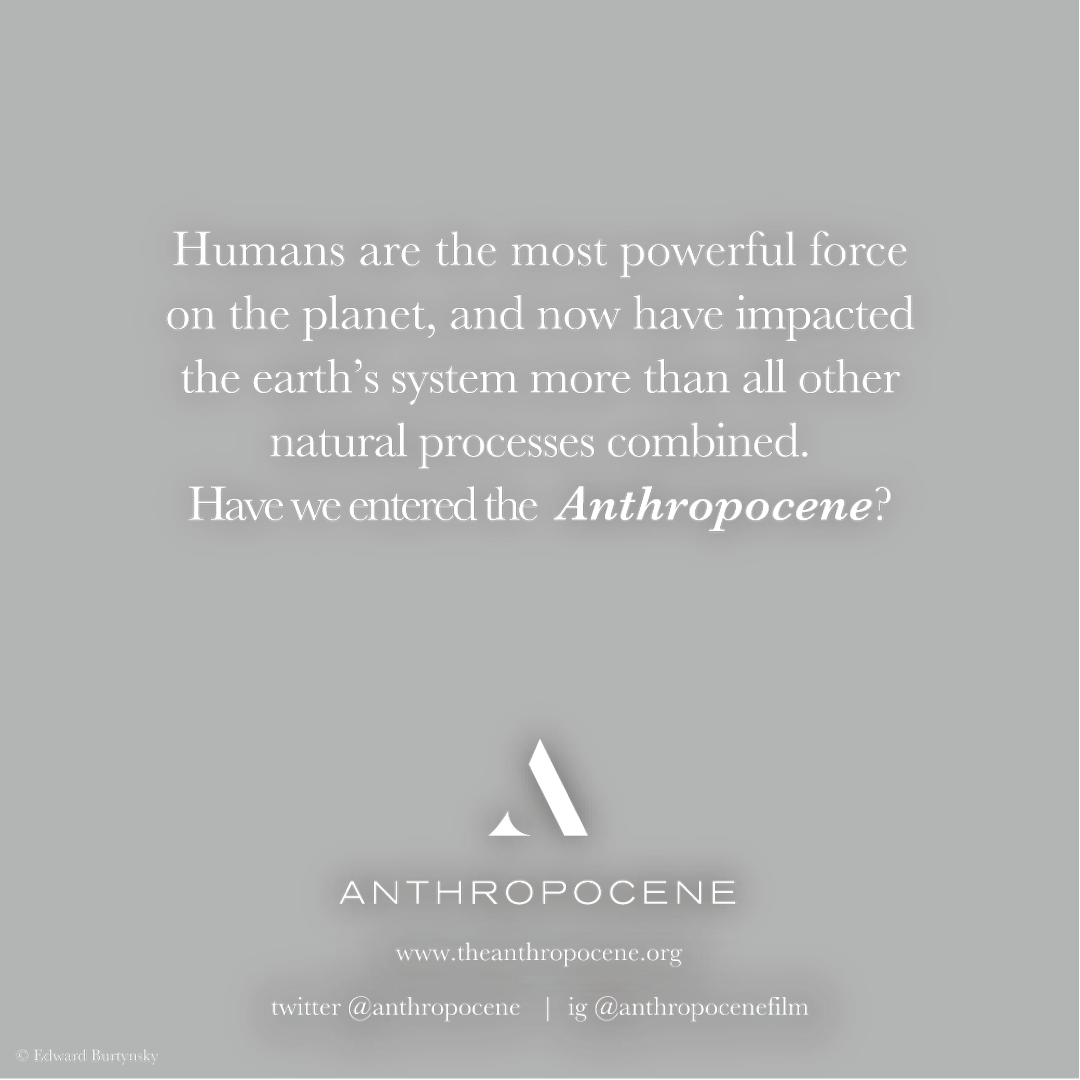 Humans are the most powerful force
on the planet, and now have impacted
the earth's system more than all other
natural processes combined.
Have we entered the Anthropocene?
ANTHROPOCENE
www.theanthropocene.org
twitter @anthropocene | ig @anthropocenefilm
© Edward Burtynsky